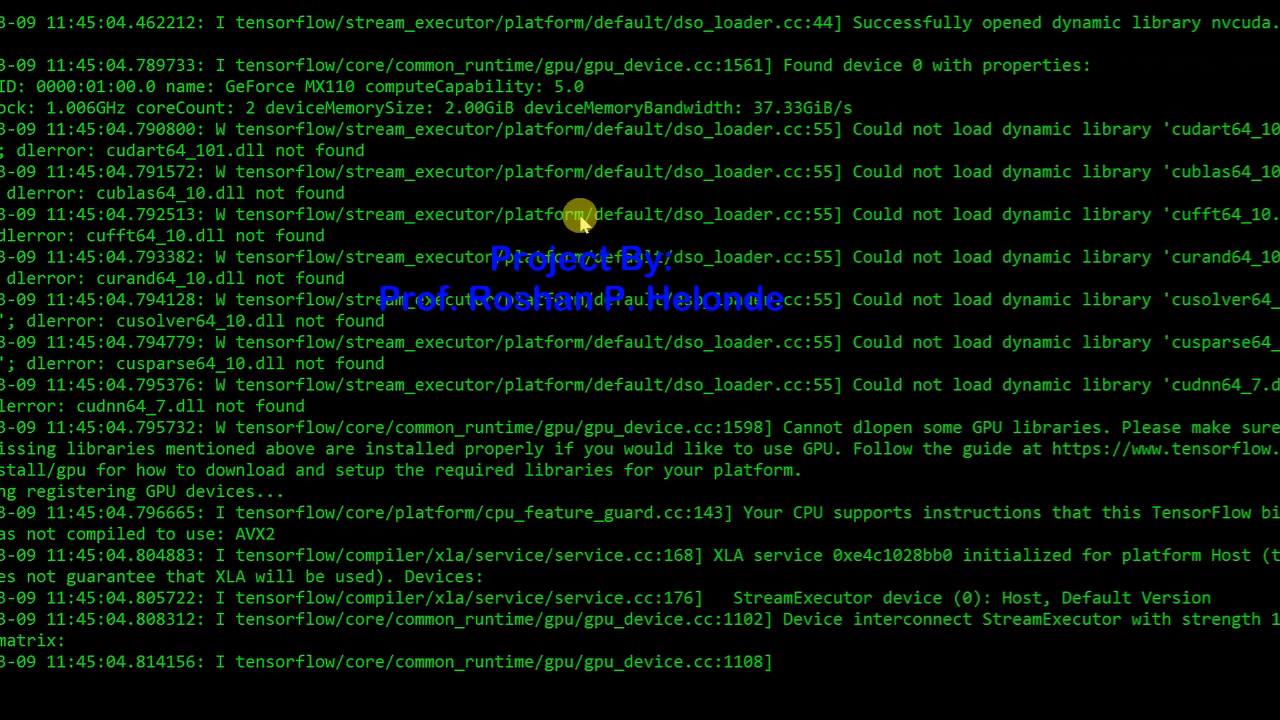 3-09 11:45:04.462212: I tensorflow/stream_executor/platform/default/dso_loader.cc:44] Successfully opened dynamic library nvcuda.
3-09 11:45:04.789733: I tensorflow/core/common_runtime/gpu/gpu_device.cc:1561] Found device 0 with properties:
ID: 0000:01:00.0 name: GeForce MX110 computeCapability: 5.0
ock: 1.006GHz coreCount: 2 deviceMemorySize: 2.00GiB deviceMemoryBandwidth: 37.33GiB/s
3-09 11:45:04.790800: W tensorflow/stream_executor/platform/default/dso_loader.cc:55] Could not load dynamic library 'cudart64_10
; dlerror: cudart64_101.dll not found
3-09 11:45:04.791572: W tensorflow/stream_executor/platform/default/dso_loader.cc:55] Could not load dynamic library 'cublas64_10
dlerror: cublas64_10.dll not found
3-09 11:45:04.792513: W tensorflow/stream_executor/platform/default/dso_loader.cc:55] Could not load dynamic library 'cufft64_10.
dlerror: cufft64_10.dll not found
3-09 11:45:04.793382: W tensorflow/stream_executor/platform/default/dso_loader.cc:55] Could not load dynamic library 'curand64_10
Project By:
dlerror: curand64_10.dll not found
3-09 11:45:04.794128: W tensorflow/stream_executor/platform/default/dso_loader.cc:55] Could not load dynamic library 'cusolver64_
Prof. Roshan P. Helonde
'; dlerror: cusolver64_10.dll not found
3-09 11:45:04.794779: W tensorflow/stream_executor/platform/default/dso_loader.cc:55] Could not load dynamic library 'cusparse64_
'; dlerror: cusparse64_10.dll not found
3-09 11:45:04.795376: W tensorflow/stream_executor/platform/default/dso_loader.cc:55] Could not load dynamic library 'cudnn64_7.d
lerror: cudnn64_7.dll not found
3-09 11:45:04.795732: W tensorflow/core/common_runtime/gpu/gpu_device.cc:1598] Cannot dlopen some GPU libraries. Please make sure
issing libraries mentioned above are installed properly if you would like to use GPU. Follow the guide at https://www.tensorflow.
stall/gpu for how to download and setup the required libraries for your platform.
ng registering GPU devices...
3-09 11:45:04.796665: I tensorflow/core/platform/cpu_feature_guard.cc:143] Your CPU supports instructions that this TensorFlow bi
as not compiled to use: AVX2
3-09 11:45:04.804883: I tensorflow/compiler/xla/service/service.cc:168] XLA service 0xe4c1028bb0 initialized for platform Host (t
es not guarantee that XLA will be used). Devices:
3-09 11:45:04.805722: I tensorflow/compiler/xla/service/service.cc:176]   StreamExecutor device (0): Host, Default Version
3-09 11:45:04.808312: I tensorflow/core/common_runtime/gpu/gpu_device.cc:1102] Device interconnect StreamExecutor with strength 1
matrix:
3-09 11:45:04.814156: I tensorflow/core/common_runtime/gpu/gpu_device.cc:1108]